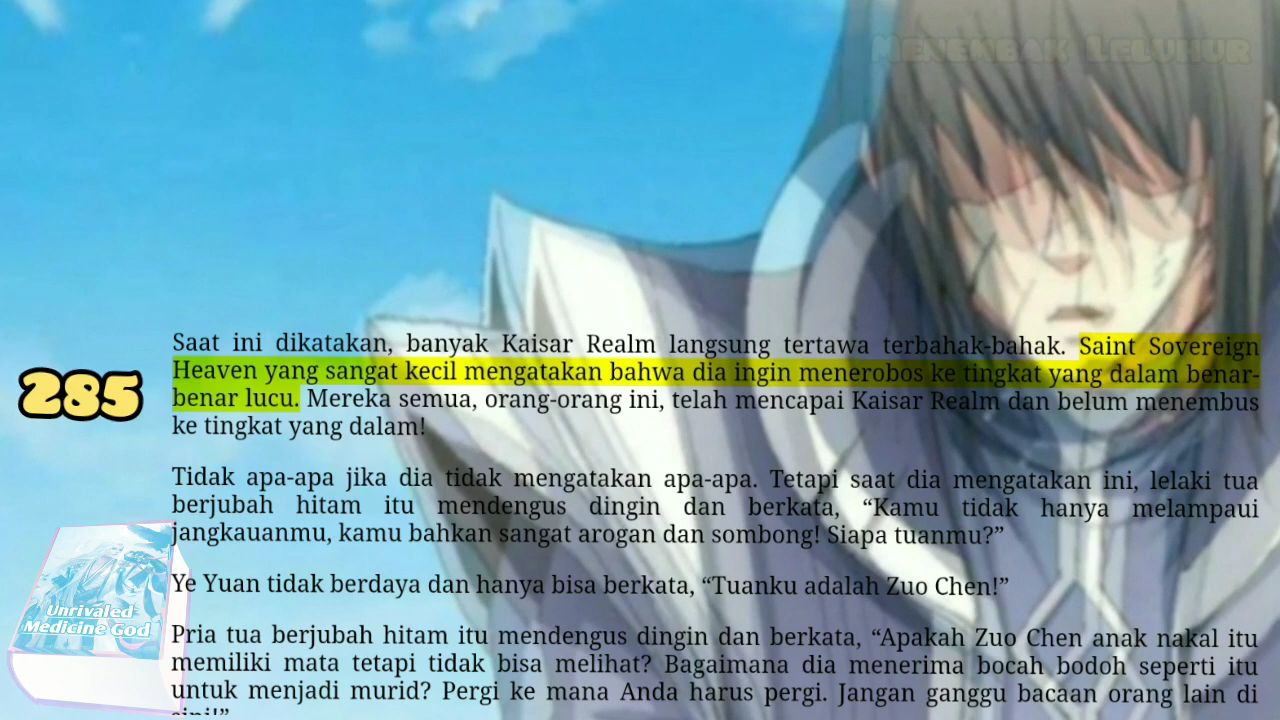 Menembak Leluhur
Saat ini dikatakan, banyak Kaisar Realm langsung tertawa terbahak-bahak. Saint Sovereign
Heaven yang sangat kecil mengatakan bahwa dia ingin menerobos ke tingkat yang dalam benar-
benar lucu. Mereka semua, orang-orang ini, telah mencapai Kaisar Realm dan belum menembus
ke tingkat yang dalam!
285
Tidak apa-apa jika dia tidak mengatakan apa-apa. Tetapi saat dia mengatakan ini, lelaki tua
berjubah hitam itu mendengus dingin dan berkata, “Kamu tidak hanya melampaui
jangkauanmu, kamu bahkan sangat arogan dan sombong! Siapa tuanmu?”
Ye Yuan tidak berdaya dan hanya bisa berkata, “Tuanku adalah Zuo Chen!”
Unrivaled
Medicine God
Pria tua berjubah hitam itu mendengus dingin dan berkata, “Apakah Zuo Chen anak nakal itu
memiliki mata tetapi tidak bisa melihat? Bagaimana dia menerima bocah bodoh seperti itu
untuk menjadi murid? Pergi ke mana Anda harus pergi. Jangan ganggu bacaan orang lain di
sini!”